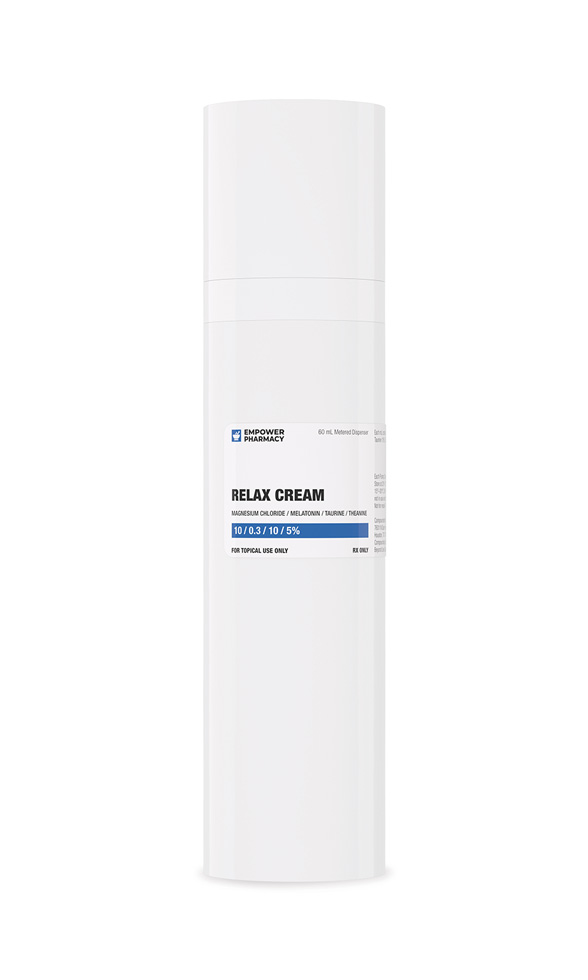 EMPOWER
PHARMACY
60 mL Metered Dispenser
RELAX CREAM
MAGNESIUM CHLORIDE / MELATONIN / TAURINE / THEANINE
10 / 0.3 / 10 / 5%
FOR TOPICAL USE ONLY
RX ONLY